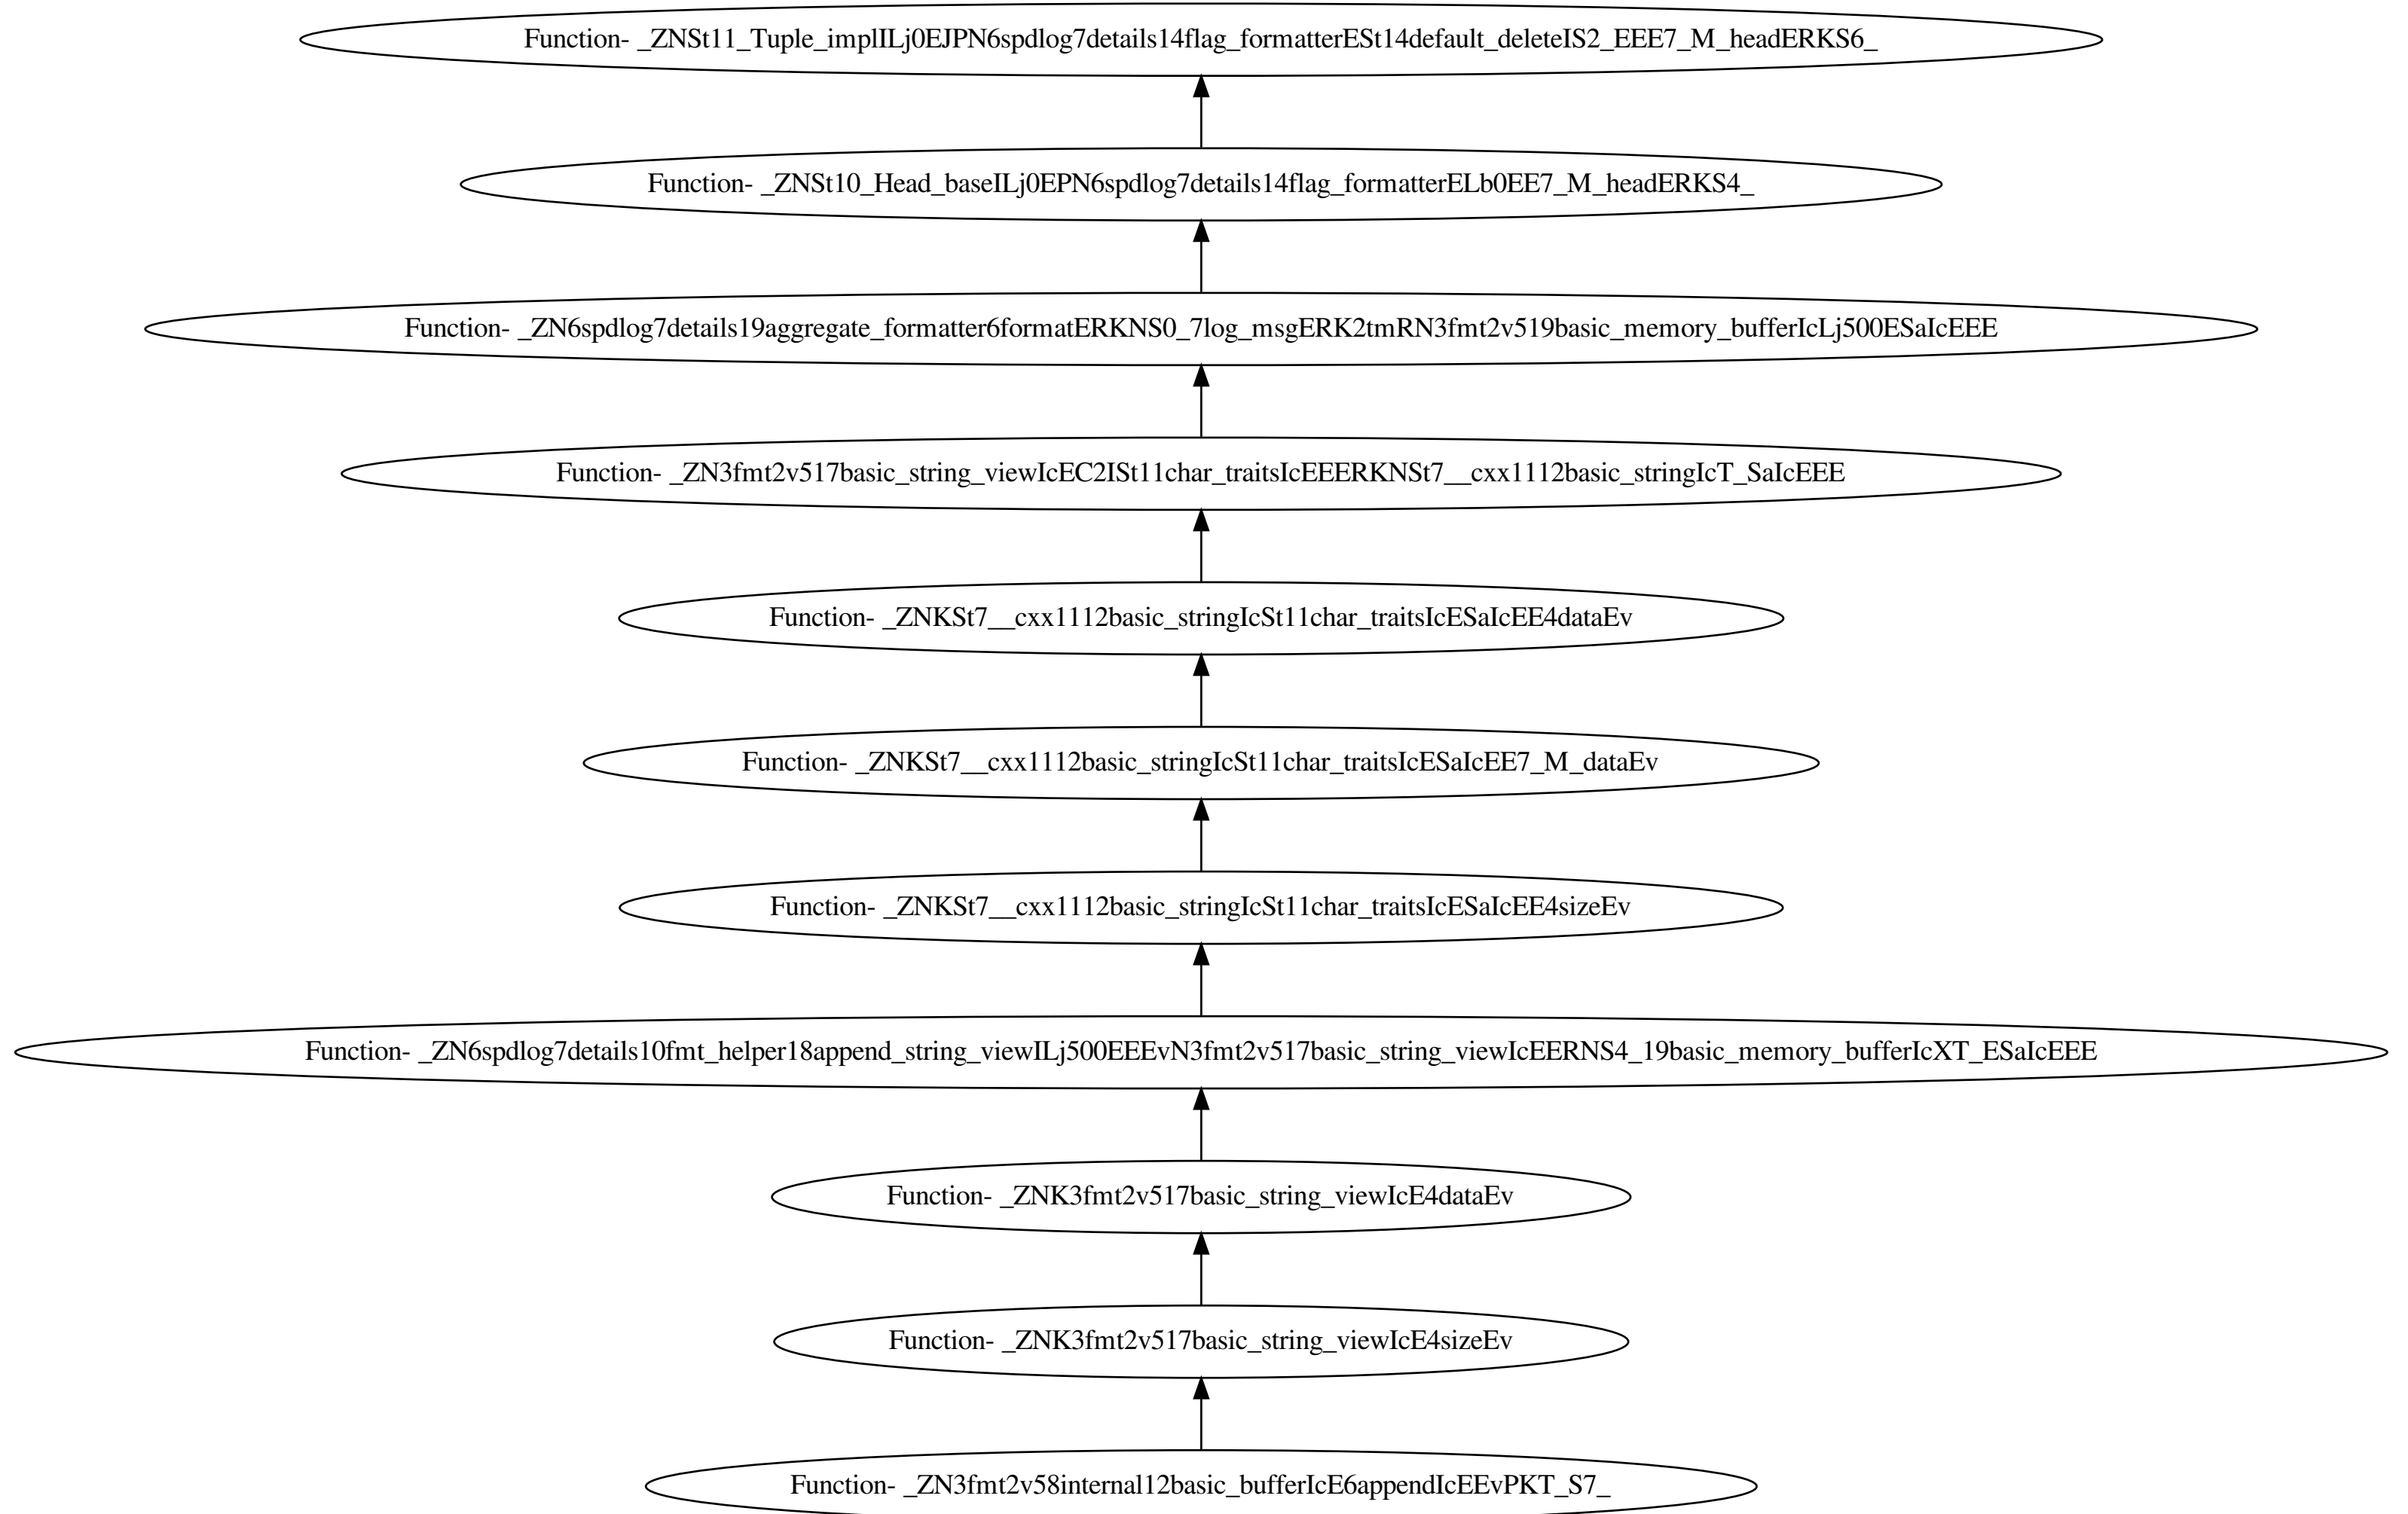 Function- _ZNSt11_Tuple_implILj0EJPN6spdlog7details14flag_formatterESt14default_deleteIS2_EEE7_M_headERKS6_
Function- _ZNSt10_Head_baseILj0EPN6spdlog7details14flag_formatterELb0EE7_M_headERKS4_
Function- _ZN6spdlog7details19aggregate_formatter6formatERKNS0_7log_msgERK2tmRN3fmt2v519basic_memory_bufferIcLj500ESaIcEEE
Function- _ZN3fmt2v517basic_string_viewIcEC2ISt11char_traitsIcEEERKNSt7__cxx1112basic_stringIcT_SaIcEEE
Function- _ZNKSt7__cxx1112basic_stringIcSt11char_traitsIcESaIcEE4dataEv
Function- _ZNKSt7__cxx1112basic_stringIcSt11char_traitsIcESaIcEE7_M_dataEv
Function- _ZNKSt7__cxx1112basic_stringIcSt11char_traitsIcESaIcEE4sizeEv
Function- _ZN6spdlog7details10fmt_helper18append_string_viewILj500EEEvN3fmt2v517basic_string_viewIcEERNS4_19basic_memory_bufferIcXT_ESaIcEEE
Function- _ZNK3fmt2v517basic_string_viewIcE4dataEv
Function- _ZNK3fmt2v517basic_string_viewIcE4sizeEv
Function- _ZN3fmt2v58internal12basic_bufferIcE6appendIcEEvPKT_S7_